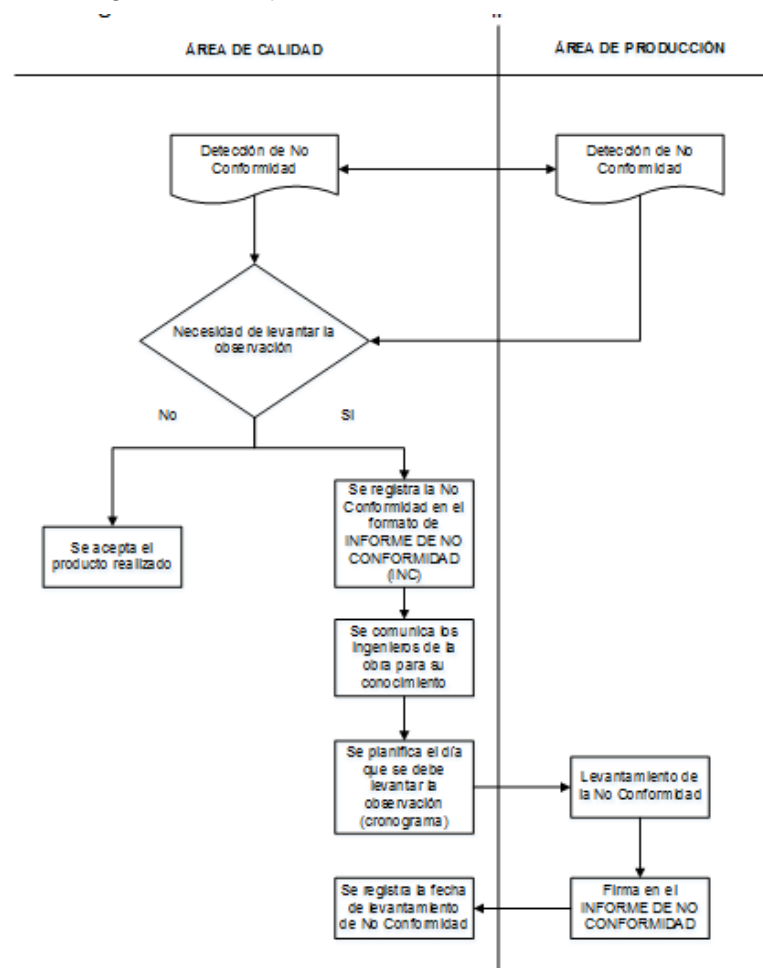 ÁREA DE CALIDAD
ÁREA DE PRODUCCIÓN
Detección de No
Conformidad
Detección de No
Conformidad
Necesidad de levantar la
observación
No
SI
Se registra la No
Conformidad en el
formato de
INFORME DE NO
CONFORMIDAD
(INC)
Se acepta el
producto realizado
Se comunica los
ingenieros de la
obra para su
conocimiento
Se planifica el día
que se debe
levantar la
observación
(cronograma)
Levantamiento de
la No Conformidad
Se registra la fecha
de levantamiento
de No Conformidad
Firma en el
INFORME DE NO
CONFORMIDAD